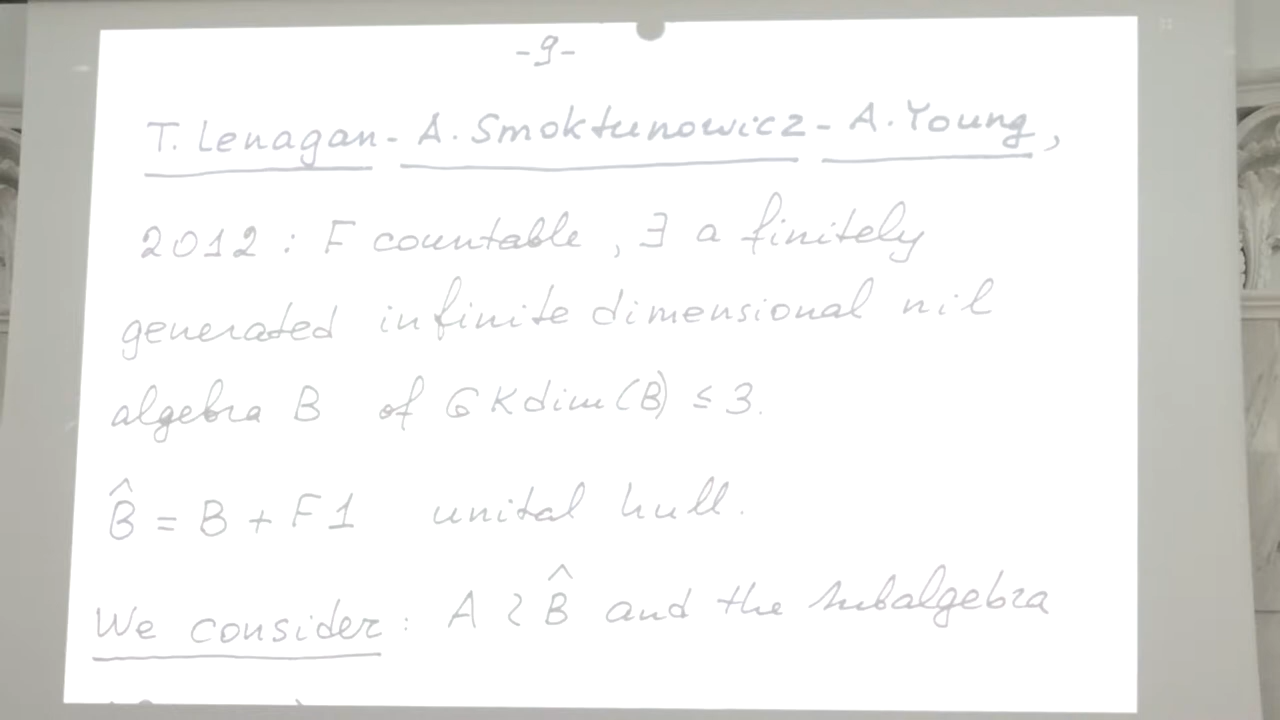 -9-
T. Lenagan - A. Smoktunowicz - A. Young,
2012 : F countable, ∃ a finitely
generated infinite dimensional nil
algebra B of GKdim(B) ≤ 3.
B̂ = B + F1 unital hull.
We consider: A ≀ B̂ and the subalgebra